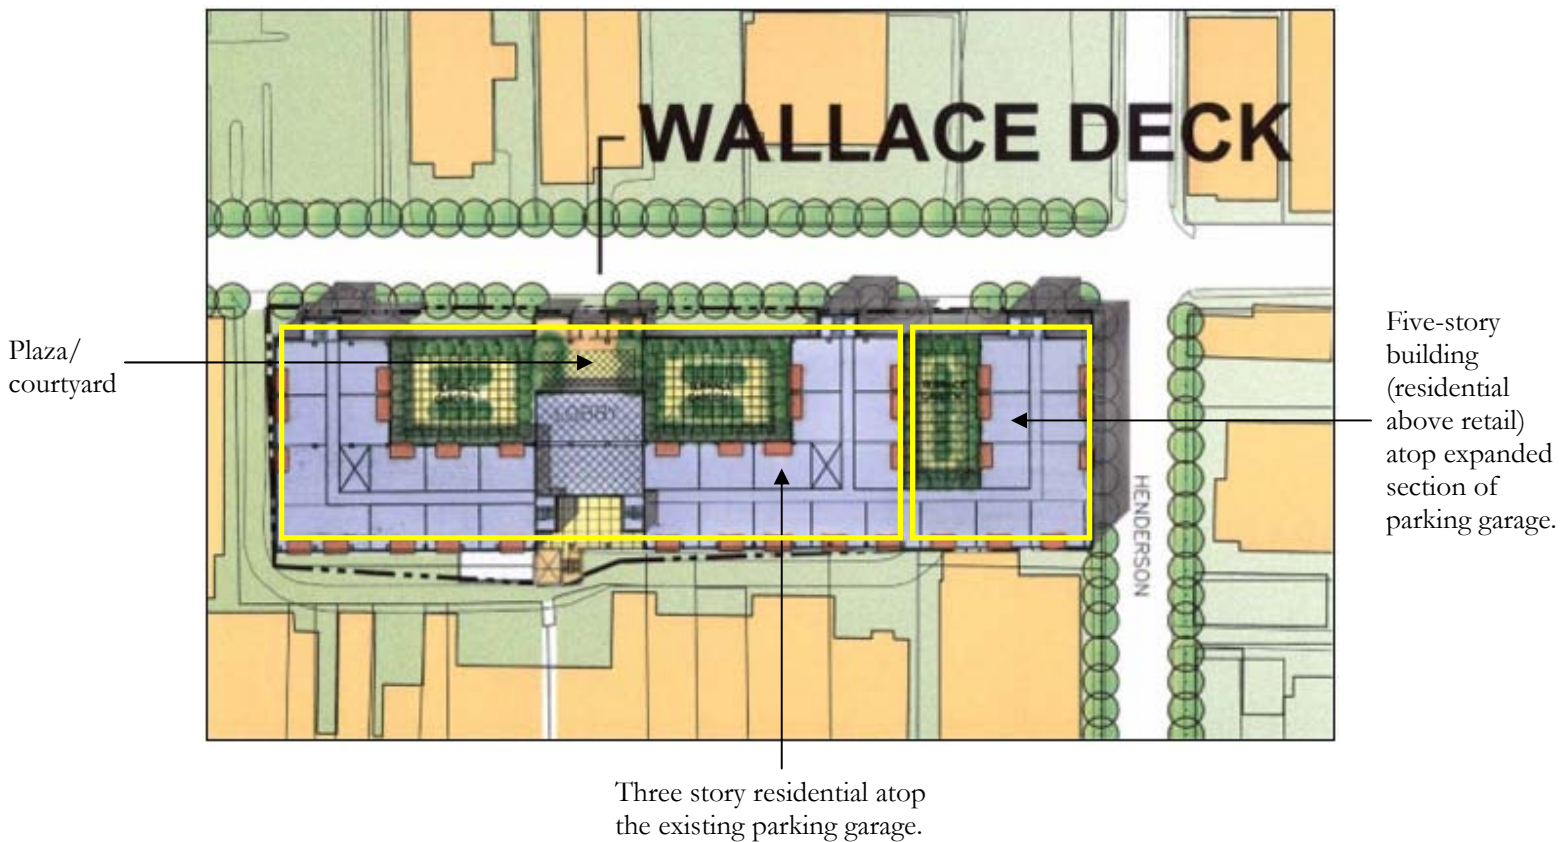 WALLACE DECK
Plaza/
courtyard
Five-story
building
(residential
above retail)
atop expanded
section of
parking garage.
LOBBY
HENDERSON
Three story residential atop
the existing parking garage.